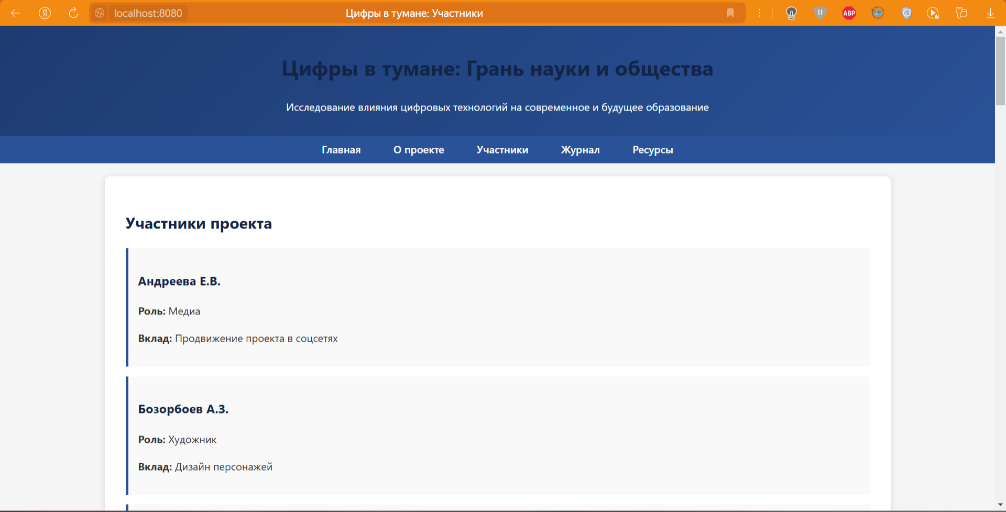 localhost:8080
Цифры в тумане: Участники
ABP
Цифры в тумане: Грань науки и общества
Исследование влияния цифровых технологий на современное и будущее образование
Главная О проекте Участники Журнал Ресурсы
Участники проекта
Андреева Е.В.
Роль: Медиа
Вклад: Продвижение проекта в соцсетях
Бозорбоев А.З.
Роль: Художник
Вклад: Дизайн персонажей